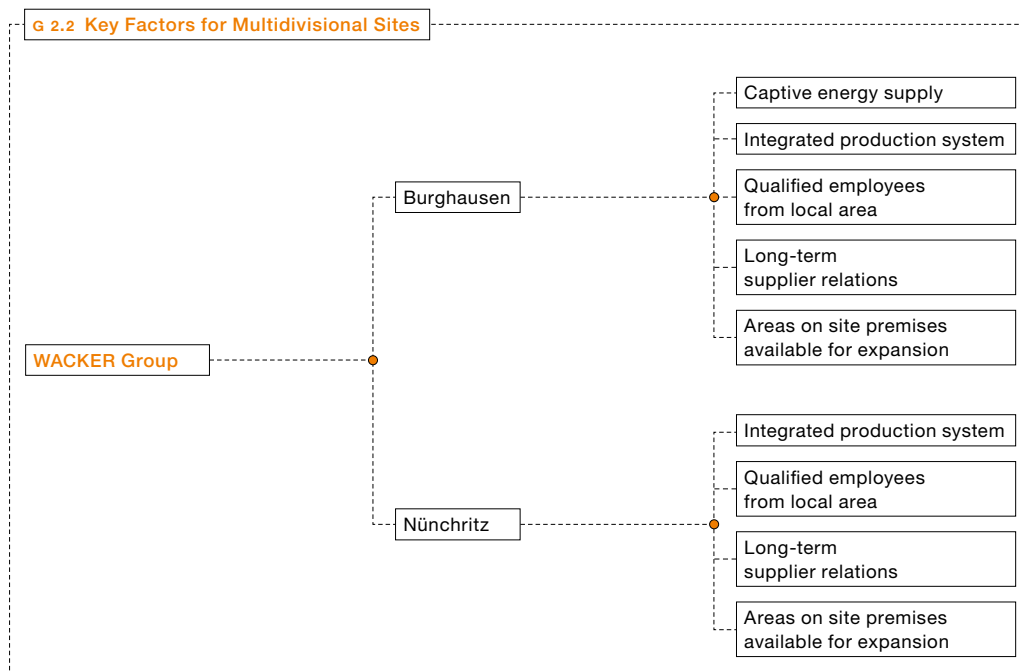 G 2.2 Key Factors for Multidivisional Sites
WACKER Group
Burghausen
Captive energy supply
Integrated production system
Qualified employees
from local area
Long-term
supplier relations
Areas on site premises
available for expansion
Nünchritz
Integrated production system
Qualified employees
from local area
Long-term
supplier relations
Areas on site premises
available for expansion